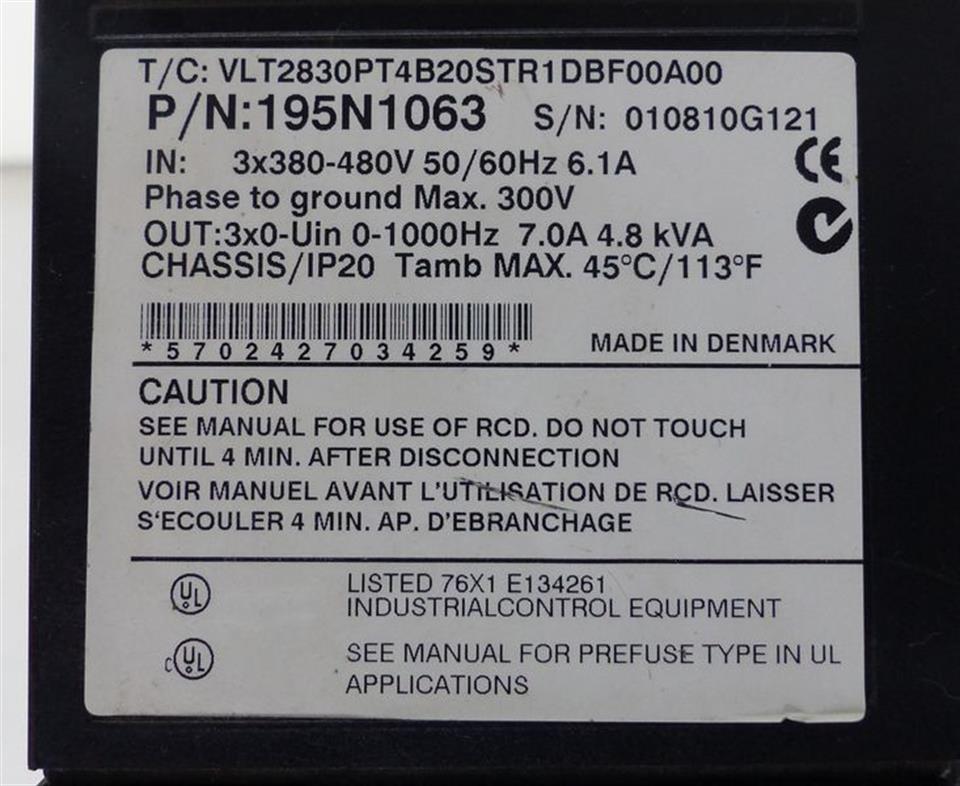 T/C: VLT2830PT4B20STR1DBF00A00
P/N:195N1063 S/N: 010810G121
IN: 3x380-480V 50/60Hz 6.1A
CE
Phase to ground Max. 300V
OUT:3x0-Uin 0-1000Hz 7.0A 4.8 kVA
CHASSIS/IP20 Tamb MAX. 45°C/113°F
*5702427034259*
MADE IN DENMARK
CAUTION
SEE MANUAL FOR USE OF RCD. DO NOT TOUCH
UNTIL 4 MIN. AFTER DISCONNECTION
VOIR MANUEL AVANT L'UTILISATION DE RCD. LAISSER
S'ECOULER 4 MIN. AP. D'EBRANCHAGE
UL LISTED 76X1 E134261
INDUSTRIALCONTROL EQUIPMENT
c UL SEE MANUAL FOR PREFUSE TYPE IN UL
APPLICATIONS